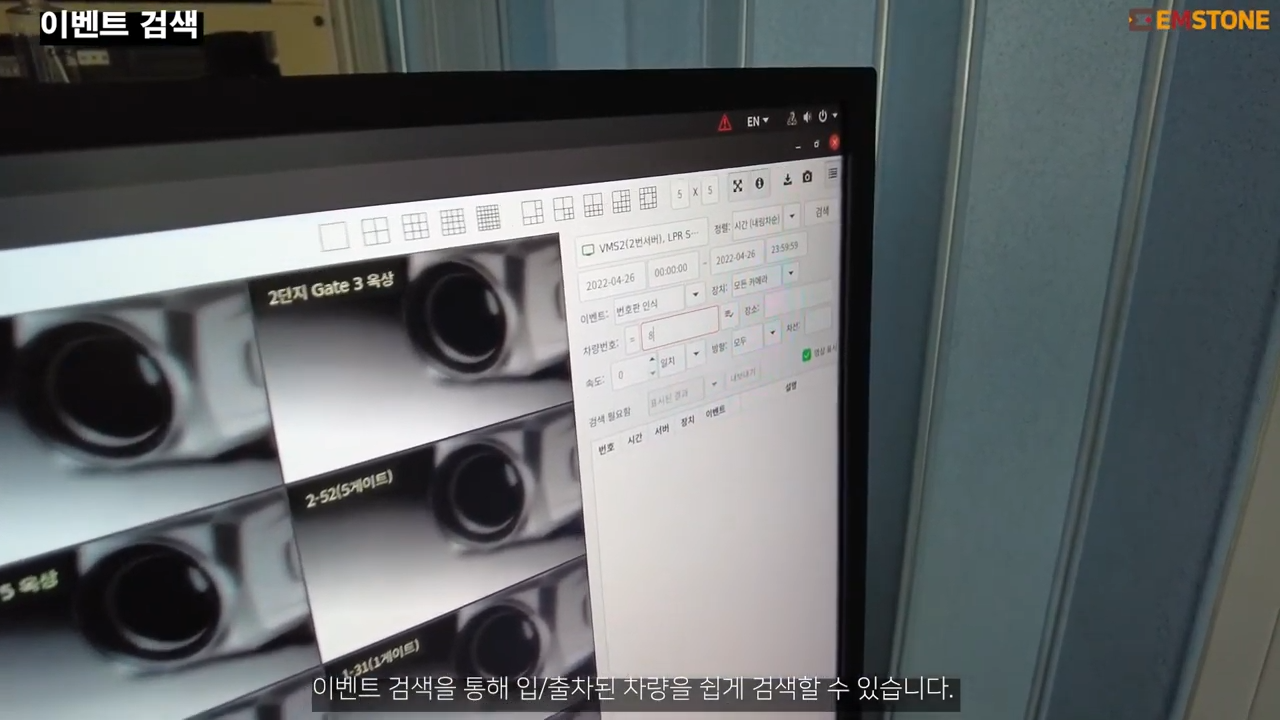 이벤트 검색
EMSTONE
EN
5 X 5
VMS2(2번서버), LPR 5...
정렬: 시간 (내림차순)
검색
2022-04-26 00:00:00 - 2022-04-26 23:59:59
이벤트: 번호판 인식
장치: 모든 카메라
차량번호: = 8
장소:
속도: 0 일치
방향: 모두
차선:
영상 표시
검색 필요함
표시된 결과
내보내기
번호 시간 서버 장치 이벤트 설명
2단지 Gate 3 옥상
2-52(5게이트)
5 옥상
1-31(1게이트)
이벤트 검색을 통해 입/출차된 차량을 쉽게 검색할 수 있습니다.